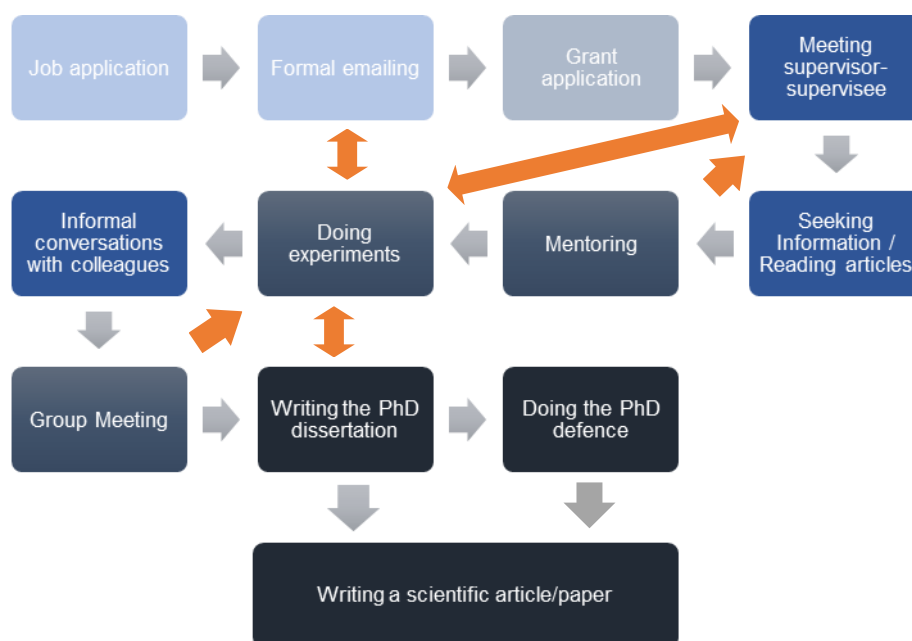 Job application
Formal emailing
Grant
application
Meeting
supervisor-
supervisee
Informal
conversations
with colleagues
Doing
experiments
Mentoring
Seeking
Information /
Reading articles
Group Meeting
Writing the PhD
dissertation
Doing the PhD
defence
Writing a scientific article/paper